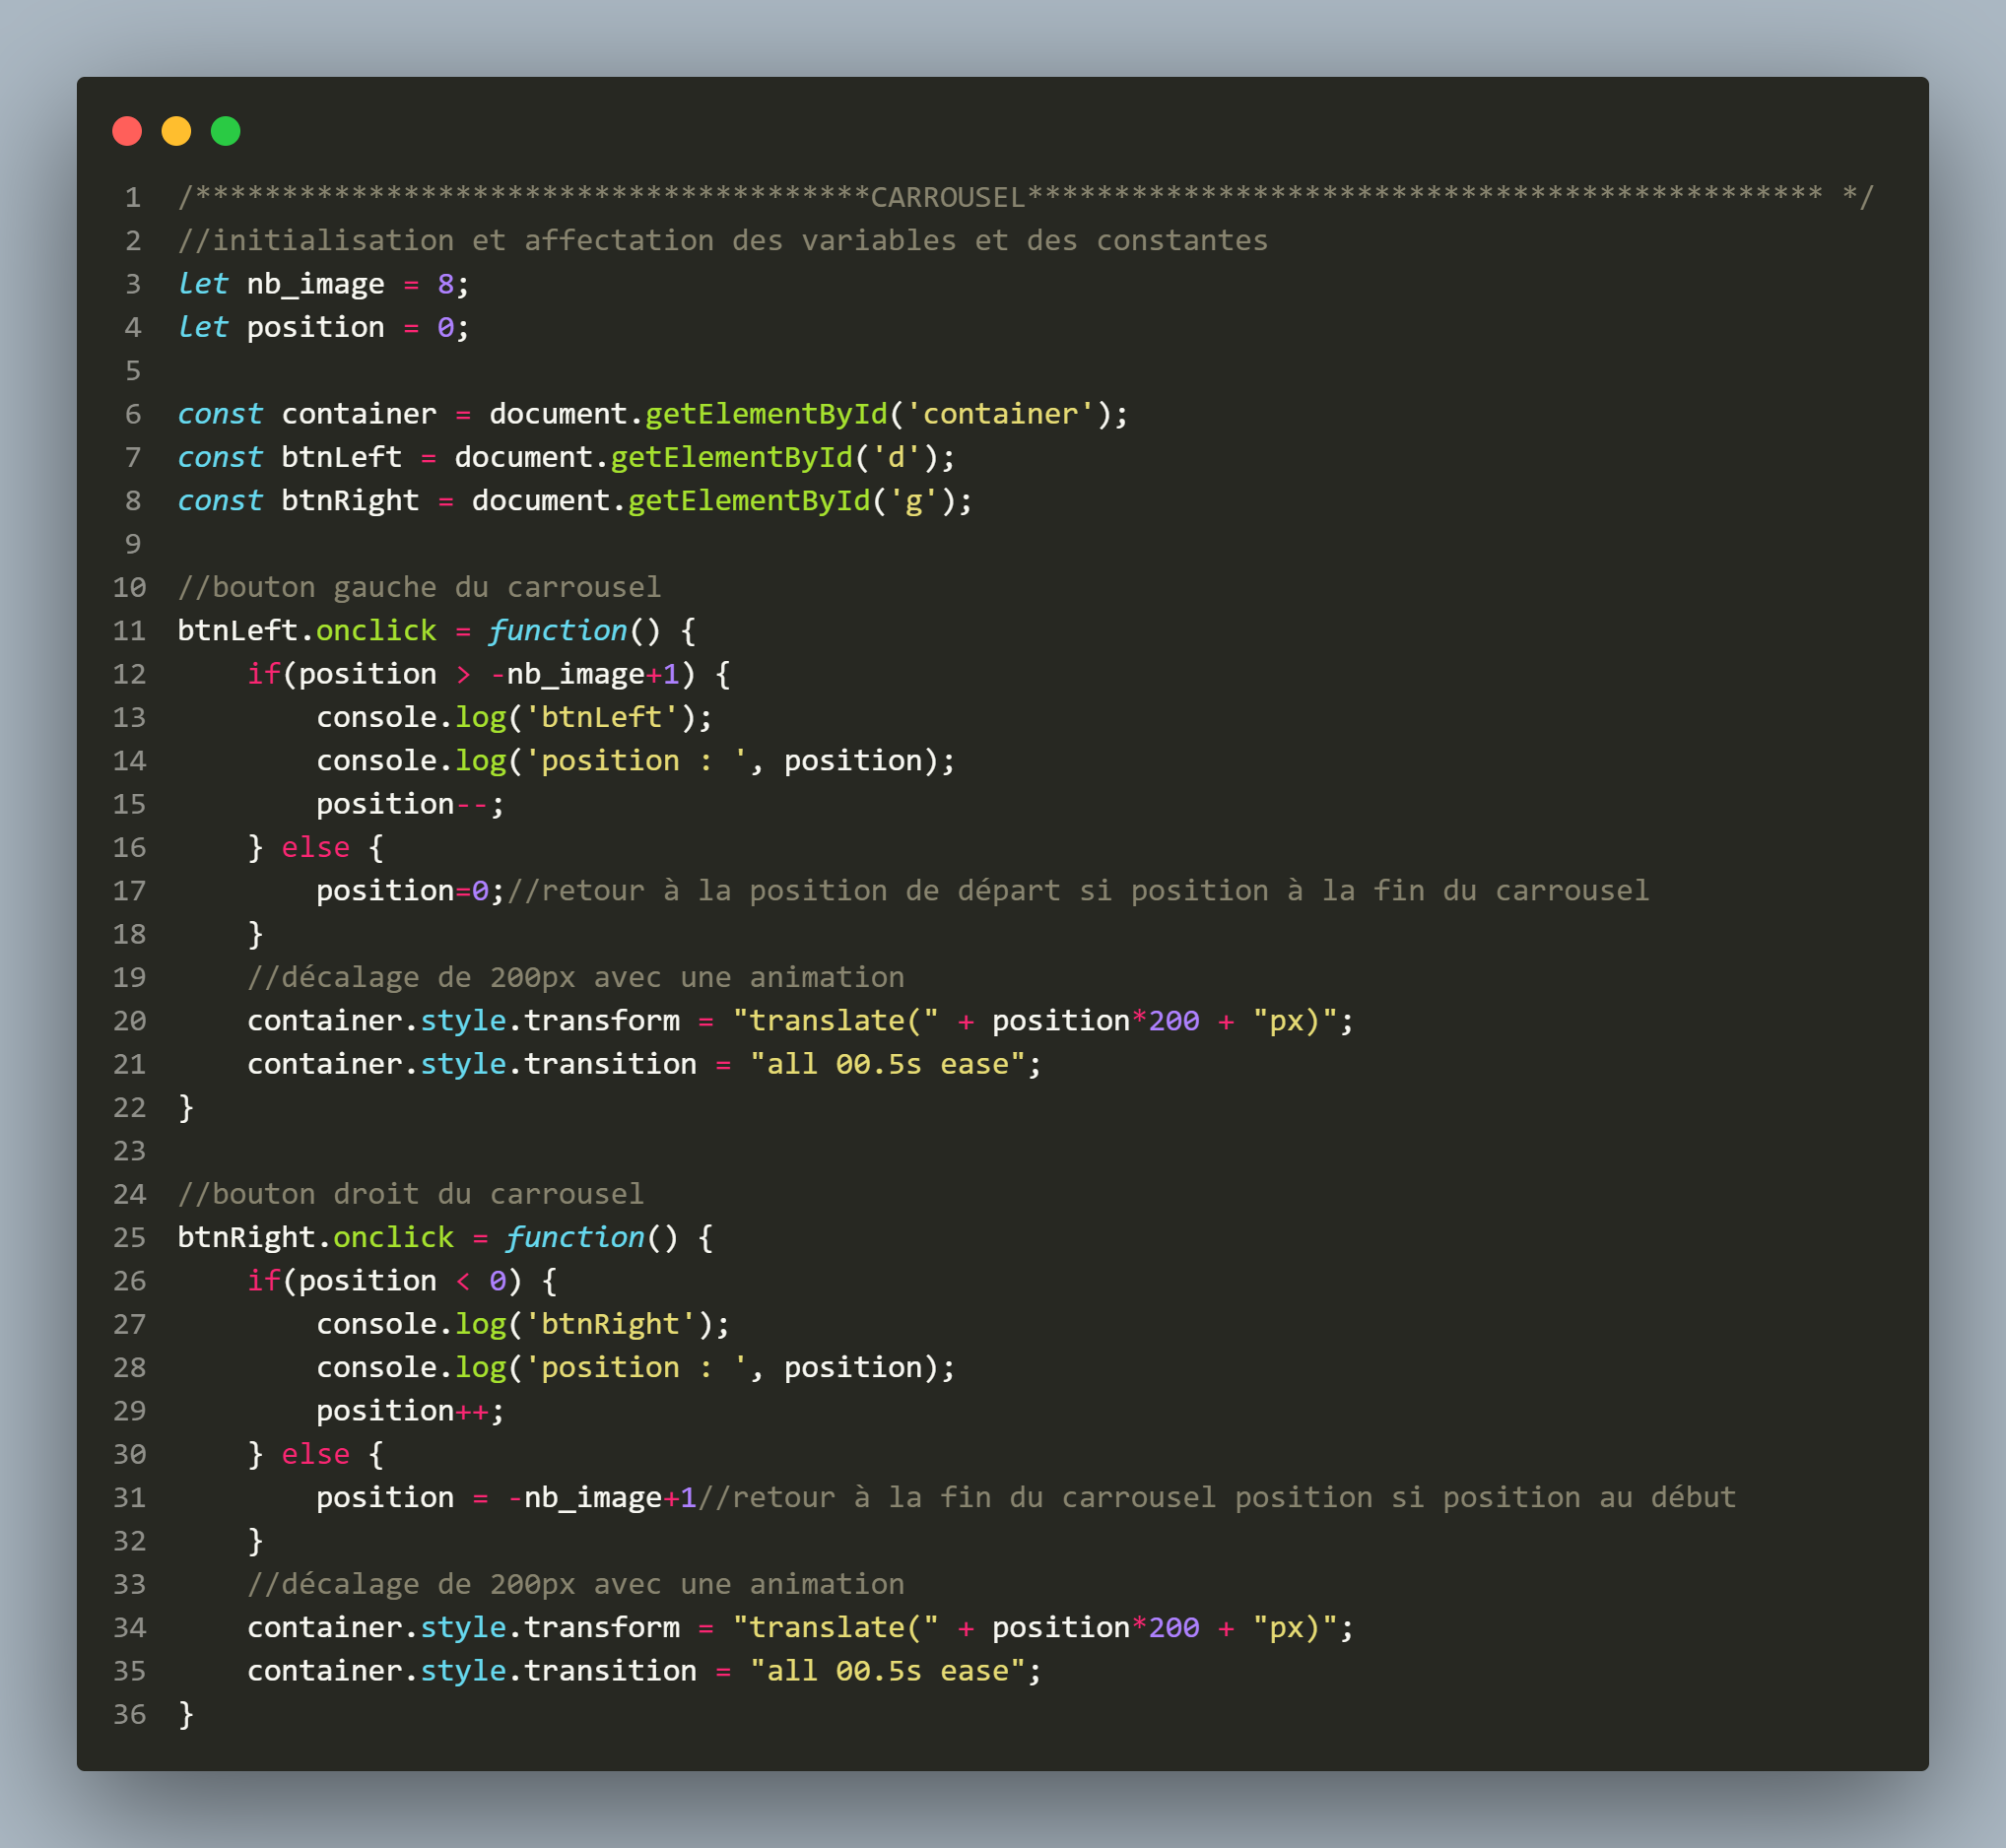 1 /***************************************CARROUSEL********************************************** */
2 //initialisation et affectation des variables et des constantes
3 let nb_image = 8;
4 let position = 0;
5
6 const container = document.getElementById('container');
7 const btnLeft = document.getElementById('d');
8 const btnRight = document.getElementById('g');
9
10 //bouton gauche du carrousel
11 btnLeft.onclick = function() {
12     if(position > -nb_image+1) {
13         console.log('btnLeft');
14         console.log('position : ', position);
15         position--;
16     } else {
17         position=0;//retour à la position de départ si position à la fin du carrousel
18     }
19     //décalage de 200px avec une animation
20     container.style.transform = "translate(" + position*200 + "px)";
21     container.style.transition = "all 00.5s ease";
22 }
23
24 //bouton droit du carrousel
25 btnRight.onclick = function() {
26     if(position < 0) {
27         console.log('btnRight');
28         console.log('position : ', position);
29         position++;
30     } else {
31         position = -nb_image+1//retour à la fin du carrousel position si position au début
32     }
33     //décalage de 200px avec une animation
34     container.style.transform = "translate(" + position*200 + "px)";
35     container.style.transition = "all 00.5s ease";
36 }